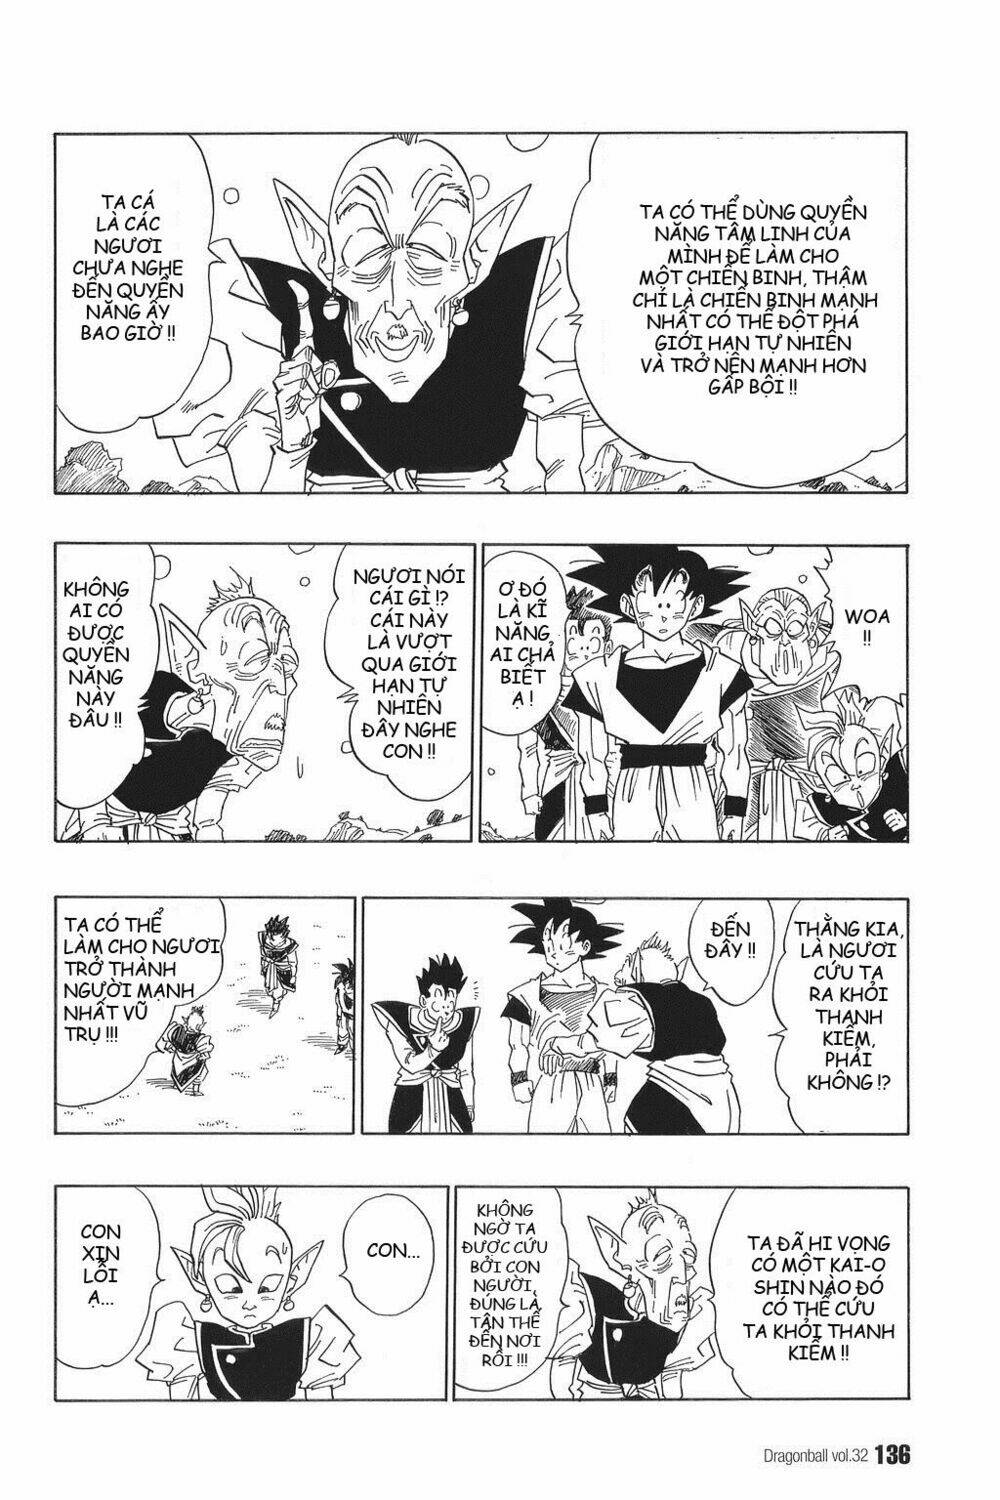 TA CÓ THỂ DÙNG QUYỀN
NĂNG TÂM LINH CỦA
MÌNH ĐỂ LÀM CHO
MỘT CHIẾN BINH, THẬM
CHÍ LÀ CHIẾN BINH MẠNH
NHẤT CÓ THỂ ĐỘT PHÁ
GIỚI HẠN TỰ NHIÊN
VÀ TRỞ NÊN MẠNH HƠN
GẤP BỘI !!
TA CÁ
LÀ CÁC
NGƯƠI
CHƯA NGHE
ĐẾN QUYỀN
NĂNG ẤY
BAO GIỜ !!
WOA
!!
Ơ ĐÓ
LÀ KĨ
NĂNG
AI CHẢ
BIẾT
Ạ !
NGƯƠI NÓI
CÁI GÌ !?
CÁI NÀY
LÀ VƯỢT
QUA GIỚI
HẠN TỰ
NHIÊN
ĐẤY NGHE
CON !!
KHÔNG
AI CÓ
ĐƯỢC
QUYỀN
NĂNG
NÀY
ĐÂU !!
THẰNG KIA,
LÀ NGƯƠI
CỨU TA
RA KHỎI
THANH
KIẾM,
PHẢI
KHÔNG !?
ĐẾN
ĐÂY !!
TA CÓ THỂ
LÀM CHO NGƯƠI
TRỞ THÀNH
NGƯỜI MẠNH
NHẤT VŨ
TRỤ !!!
TA ĐÃ HI VỌNG
CÓ MỘT KAI-O
SHIN NÀO ĐÓ
CÓ THỂ CỨU
TA KHỎI THANH
KIẾM !!
KHÔNG
NGỜ TA
ĐƯỢC CỨU
BỞI CON
NGƯỜI,
ĐÚNG LÀ
TẬN THẾ
ĐẾN NƠI
RỒI !!!
CON...
CON
XIN
LỖI
Ạ...
Dragonball vol.32 136